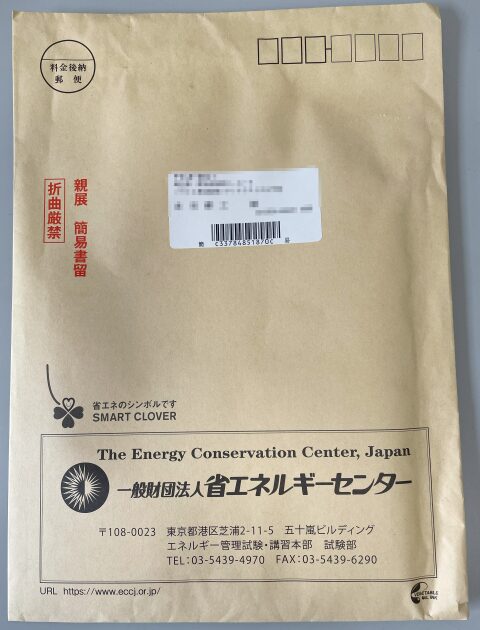 料金後納
郵便
親展 簡易書留
折曲厳禁
簡 C33784851870C 易
省エネのシンボルです
SMART CLOVER
The Energy Conservation Center, Japan
一般財団法人省エネルギーセンター
〒108-0023 東京都港区芝浦2-11-5 五十嵐ビルディング
エネルギー管理試験・講習本部 試験部
TEL:03-5439-4970 FAX:03-5439-6290
URL https://www.eccj.or.jp/